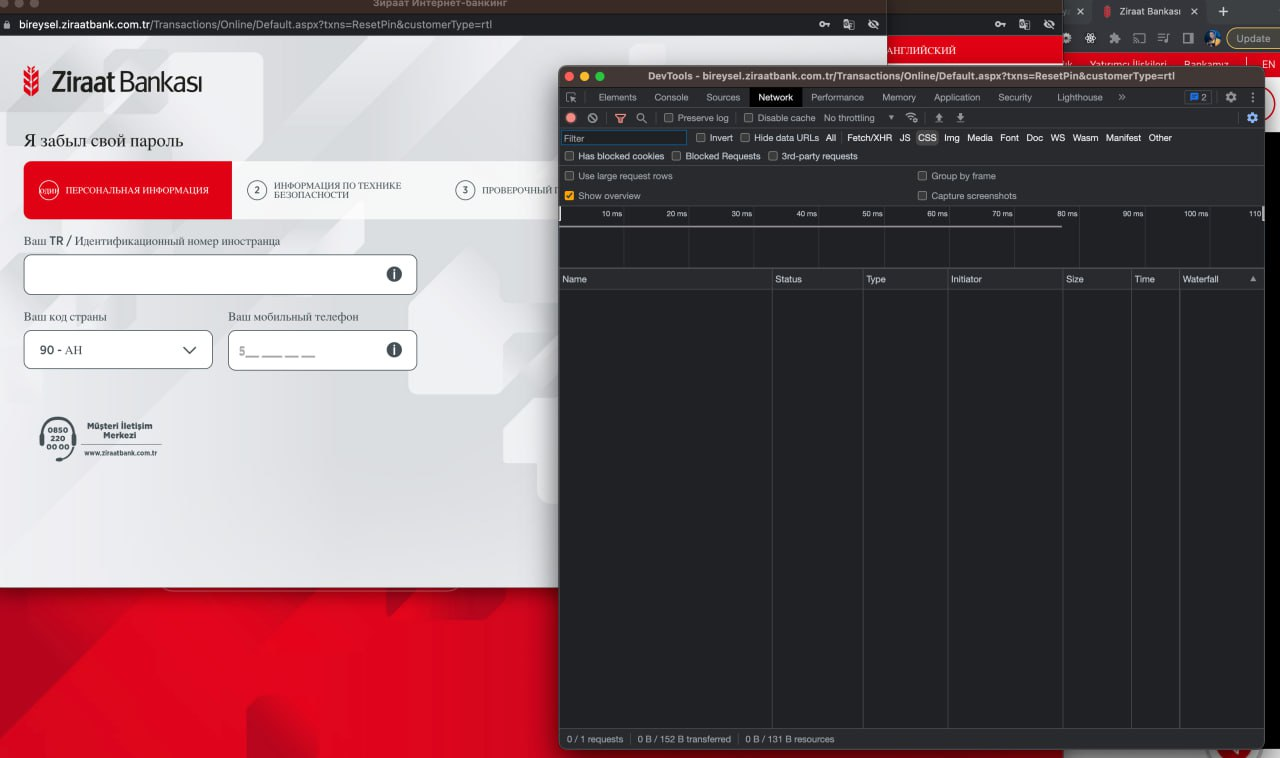 Зираат Интернет-банкинг
bireysel.ziraatbank.com.tr/Transactions/Online/Default.aspx?txns=ResetPin&customerType=rtl
Ziraat Bankası
Я забыл свой пароль
один ПЕРСОНАЛЬНАЯ ИНФОРМАЦИЯ
2 ИНФОРМАЦИЯ ПО ТЕХНИКЕ
БЕЗОПАСНОСТИ
3 ПРОВЕРОЧНЫЙ
Ваш TR / Идентификационный номер иностранца
Ваш код страны
Ваш мобильный телефон
90 - АН
5__ ___ __ __
0850
220
00 00
Müşteri İletişim
Merkezi
www.ziraatbank.com.tr
АНГЛИЙСКИЙ
Ziraat Bankası
Update
Yatırımcı İlişkileri Bankamız EN
DevTools - bireysel.ziraatbank.com.tr/Transactions/Online/Default.aspx?txns=ResetPin&customerType=rtl
Elements Console Sources Network Performance Memory Application Security Lighthouse » 2
Preserve log Disable cache No throttling
Filter Invert Hide data URLs All Fetch/XHR JS CSS Img Media Font Doc WS Wasm Manifest Other
Has blocked cookies Blocked Requests 3rd-party requests
Use large request rows Group by frame
Show overview Capture screenshots
10 ms 20 ms 30 ms 40 ms 50 ms 60 ms 70 ms 80 ms 90 ms 100 ms 110
Name Status Type Initiator Size Time Waterfall
0 / 1 requests 0 B / 152 B transferred 0 B / 131 B resources